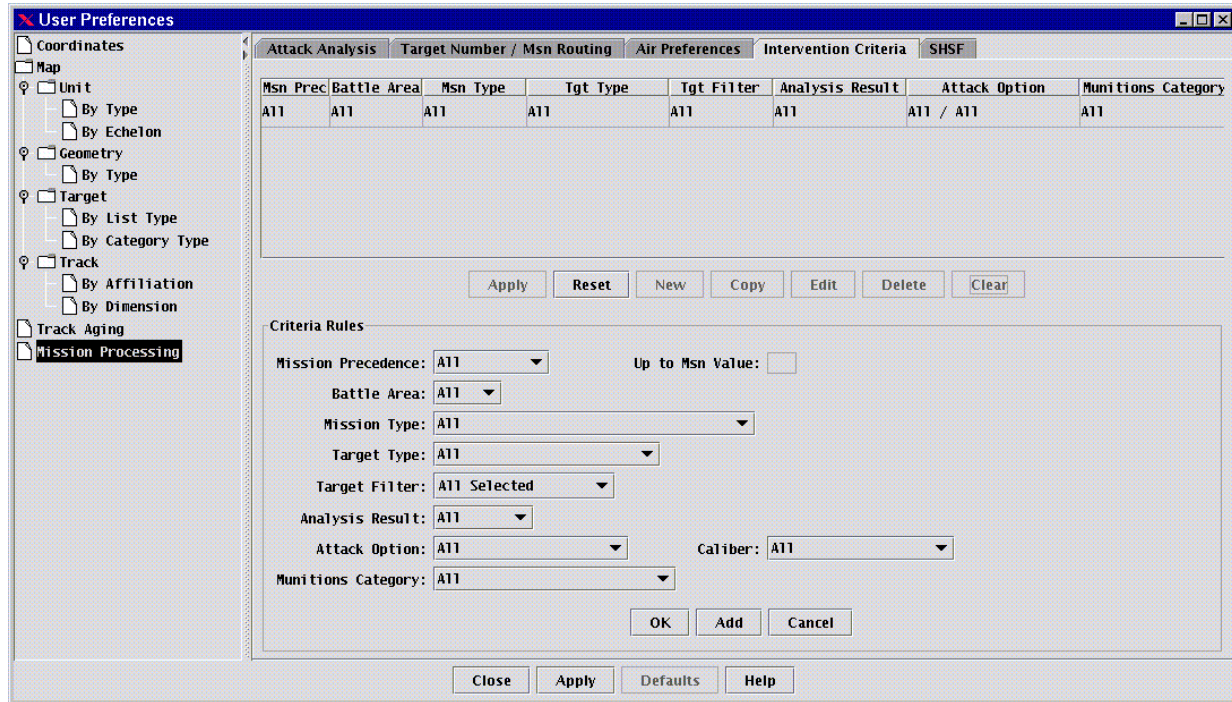 User Preferences
Coordinates
Map
Unit
By Type
By Echelon
Geometry
By Type
Target
By List Type
By Category Type
Track
By Affiliation
By Dimension
Track Aging
Mission Processing
Attack Analysis Target Number / Msn Routing Air Preferences Intervention Criteria SHSF
Msn Prec Battle Area Msn Type Tgt Type Tgt Filter Analysis Result Attack Option Munitions Category
All All All All All All All / All All
Apply Reset New Copy Edit Delete Clear
Criteria Rules
Mission Precedence: All Up to Msn Value:
Battle Area: All
Mission Type: All
Target Type: All
Target Filter: All Selected
Analysis Result: All
Attack Option: All Caliber: All
Munitions Category: All
OK Add Cancel
Close Apply Defaults Help